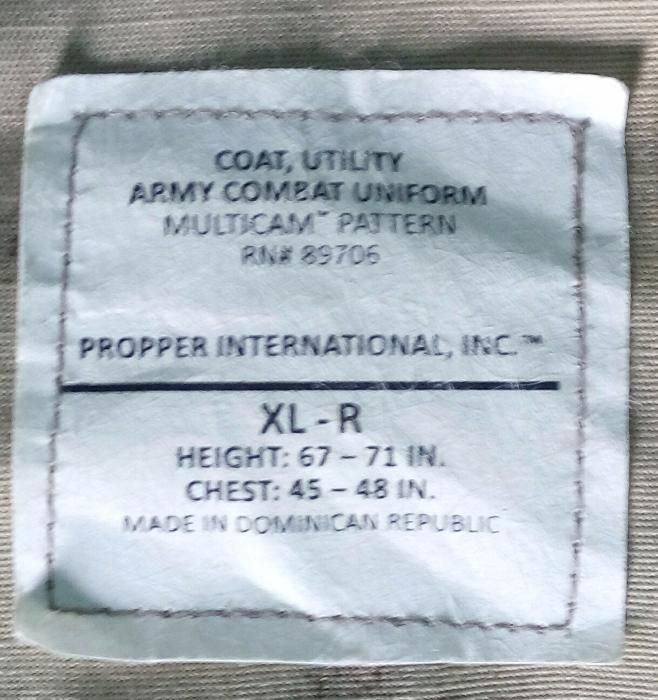 COAT, UTILITY
ARMY COMBAT UNIFORM
MULTICAM™ PATTERN
RN# 89706
PROPPER INTERNATIONAL, INC.™
XL - R
HEIGHT: 67 – 71 IN.
CHEST: 45 – 48 IN.
MADE IN DOMINICAN REPUBLIC